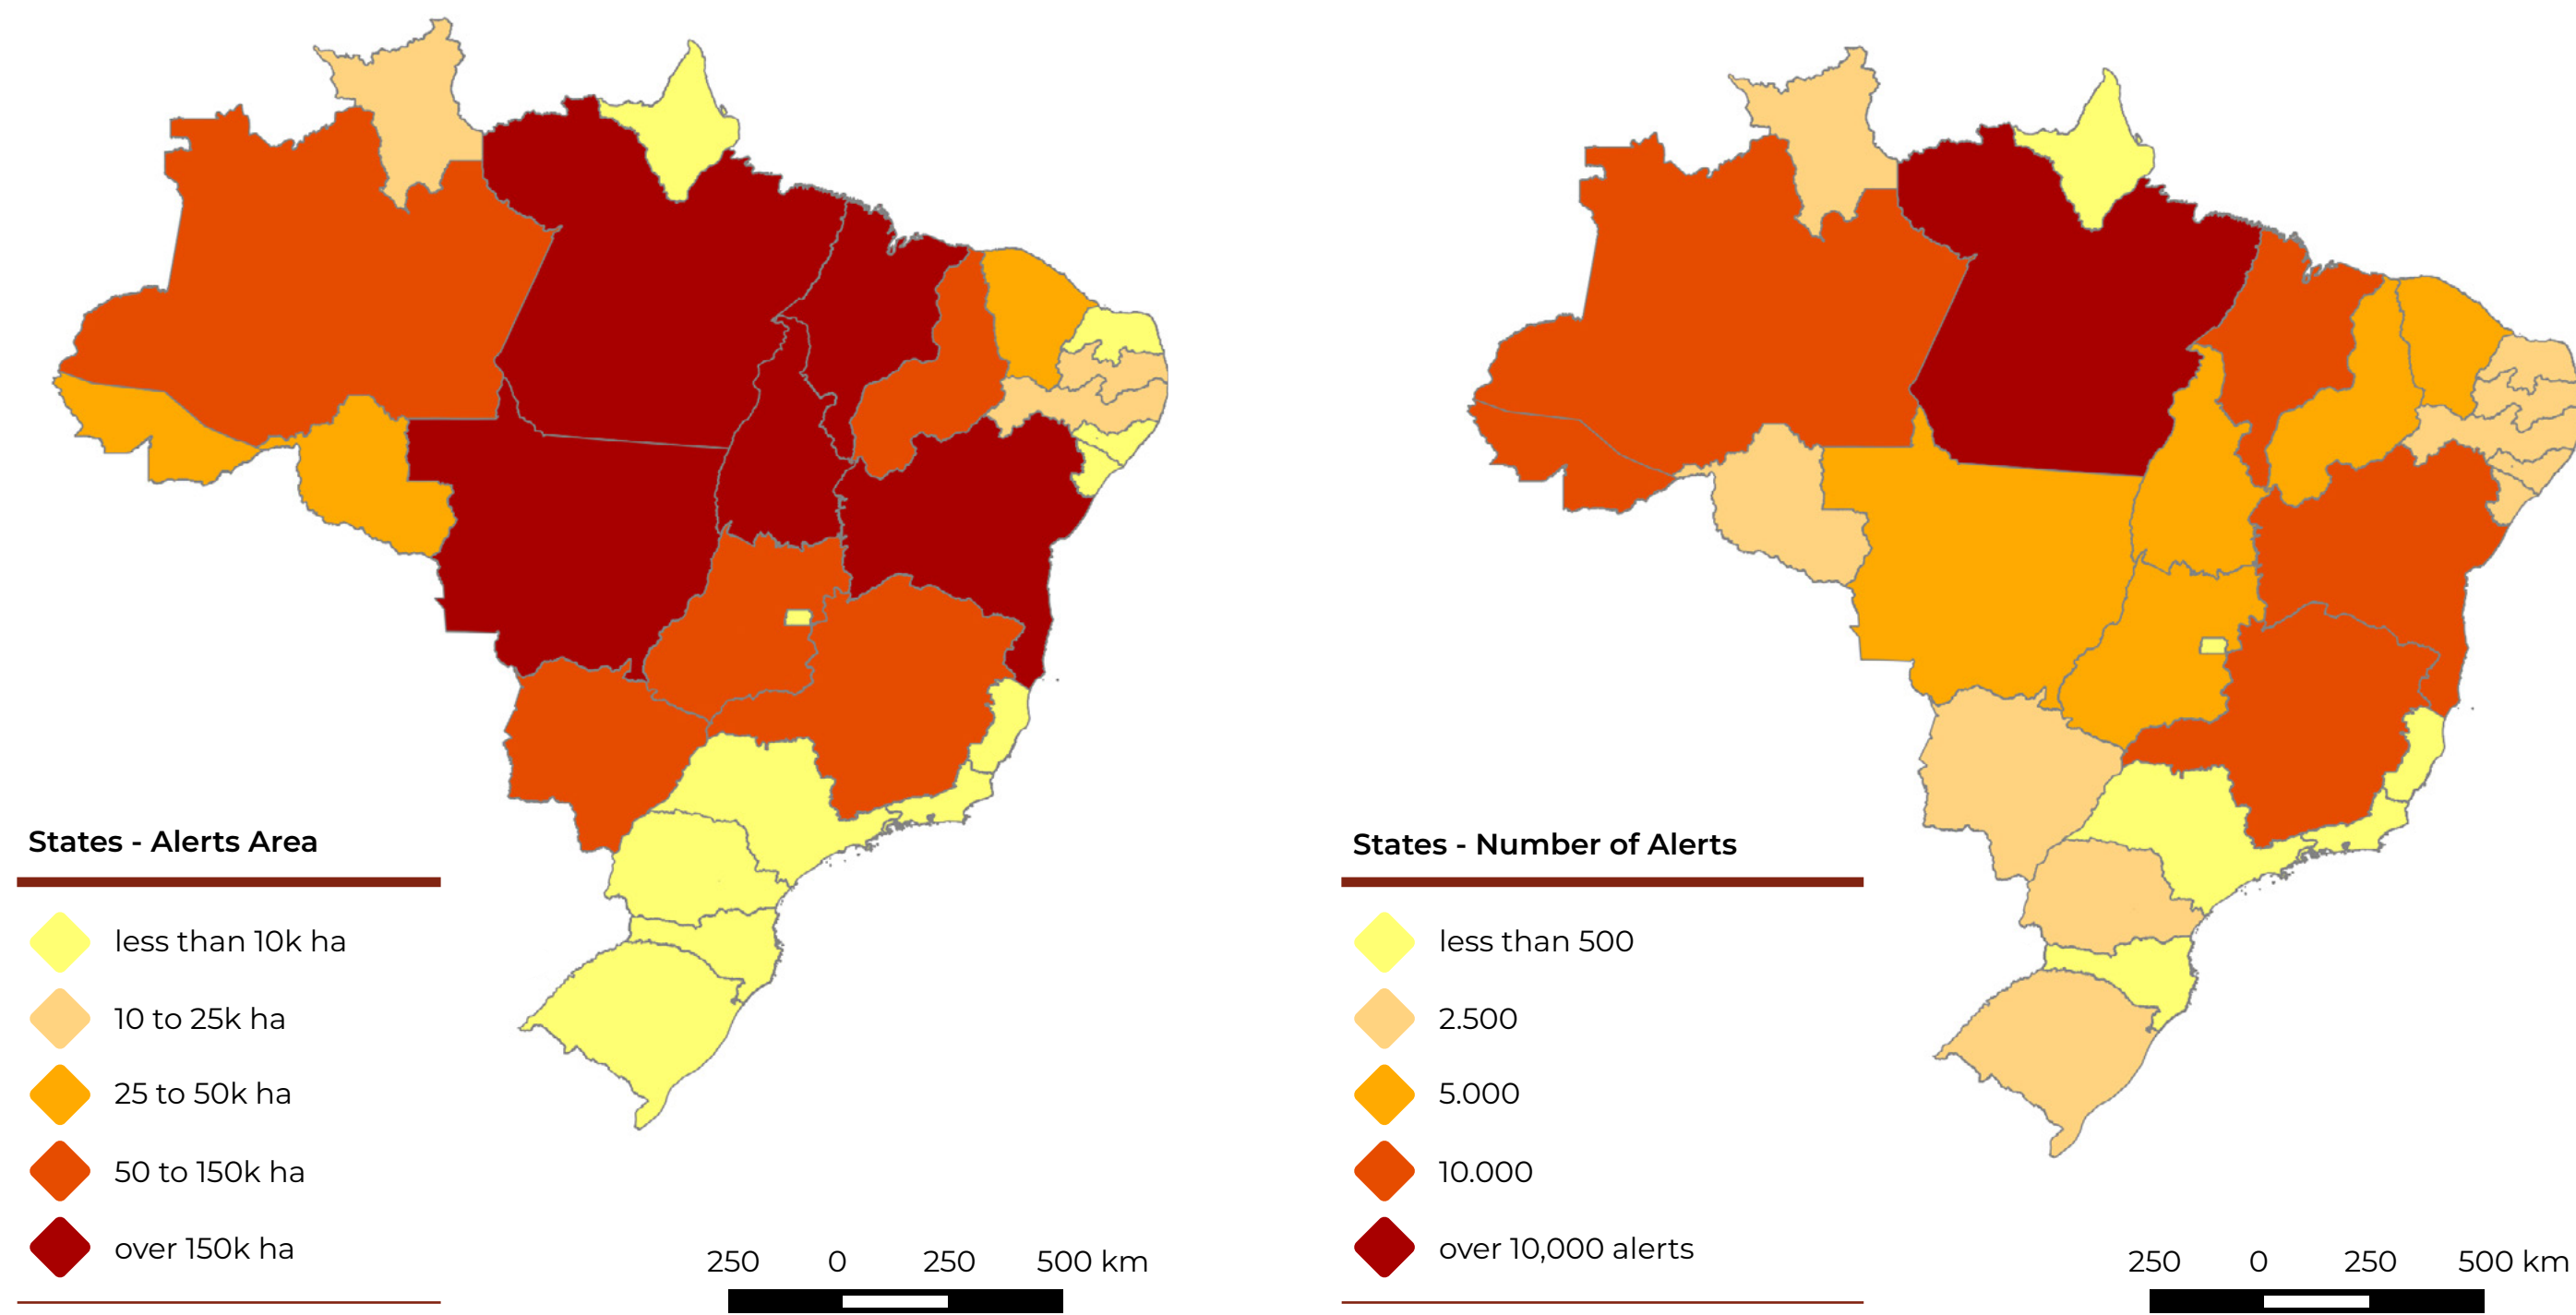 States - Alerts Area
less than 10k ha
10 to 25k ha
25 to 50k ha
50 to 150k ha
over 150k ha
250 0 250 500 km
States - Number of Alerts
less than 500
2.500
5.000
10.000
over 10,000 alerts
250 0 250 500 km